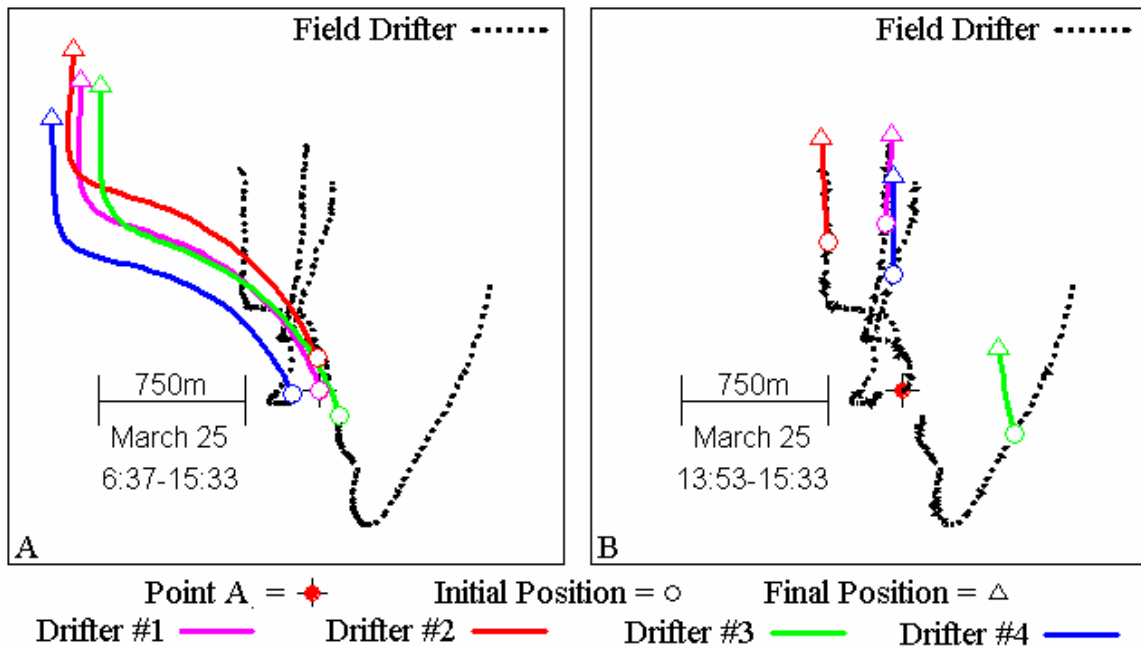 Field Drifter
750m
March 25
6:37-15:33
A
Field Drifter
750m
March 25
13:53-15:33
B
Point A = Initial Position = Final Position =
Drifter #1 Drifter #2 Drifter #3 Drifter #4